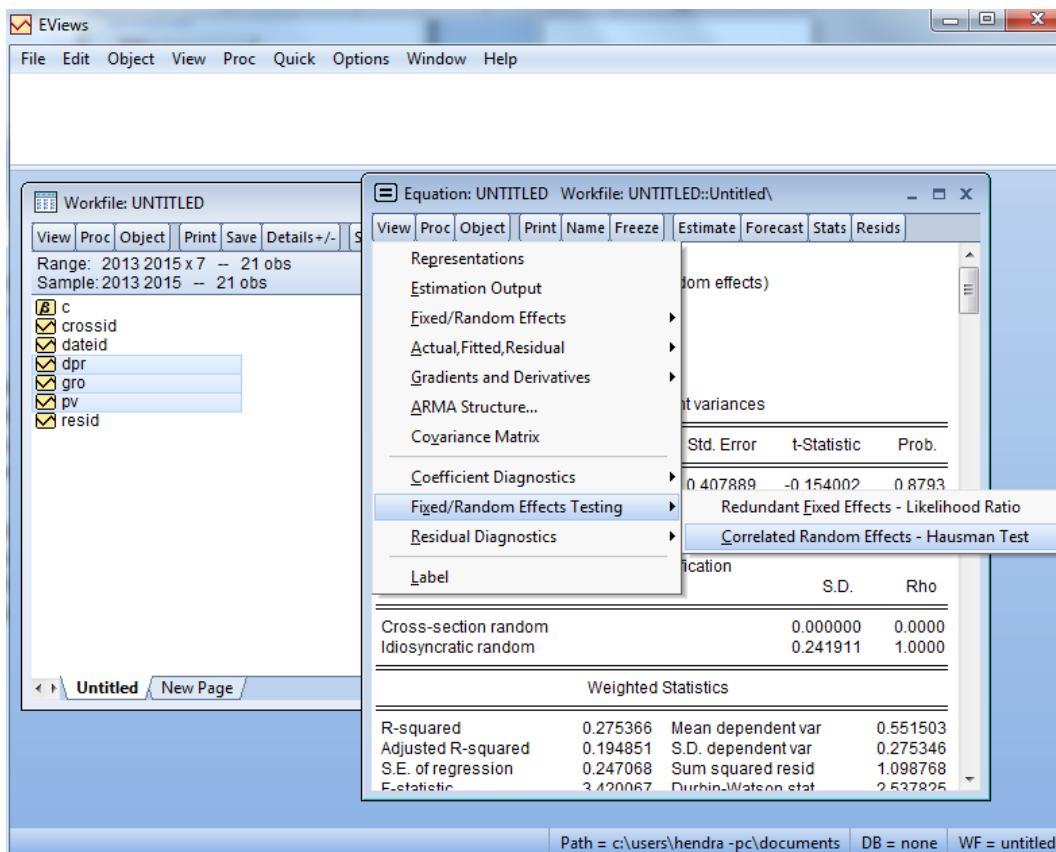 EViews
File Edit Object View Proc Quick Options Window Help
Workfile: UNTITLED
View Proc Object Print Save Details+/- S
Range: 2013 2015 x 7 -- 21 obs
Sample: 2013 2015 -- 21 obs
c
crossid
dateid
dpr
gro
pv
resid
Untitled New Page
Equation: UNTITLED Workfile: UNTITLED::Untitled\
View Proc Object Print Name Freeze Estimate Forecast Stats Resids
Representations
Estimation Output
Fixed/Random Effects
Actual,Fitted,Residual
Gradients and Derivatives
ARMA Structure...
Covariance Matrix
Coefficient Diagnostics
Fixed/Random Effects Testing
Residual Diagnostics
Label
Redundant Fixed Effects - Likelihood Ratio
Correlated Random Effects - Hausman Test
dom effects)
nt variances
Std. Error t-Statistic Prob.
0.407889 -0.154002 0.8793
fication
S.D. Rho
Cross-section random 0.000000 0.0000
Idiosyncratic random 0.241911 1.0000
Weighted Statistics
R-squared 0.275366 Mean dependent var 0.551503
Adjusted R-squared 0.194851 S.D. dependent var 0.275346
S.E. of regression 0.247068 Sum squared resid 1.098768
F-statistic 3.420067 Durbin-Watson stat 2.537825
Path = c:\users\hendra -pc\documents DB = none WF = untitled